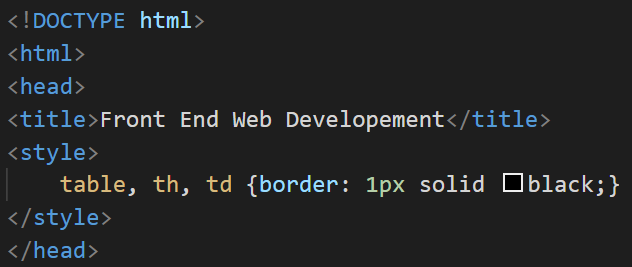 <!DOCTYPE html>
<html>
<head>
<title>Front End Web Developement</title>
<style>
    table, th, td {border: 1px solid black;}
</style>
</head>